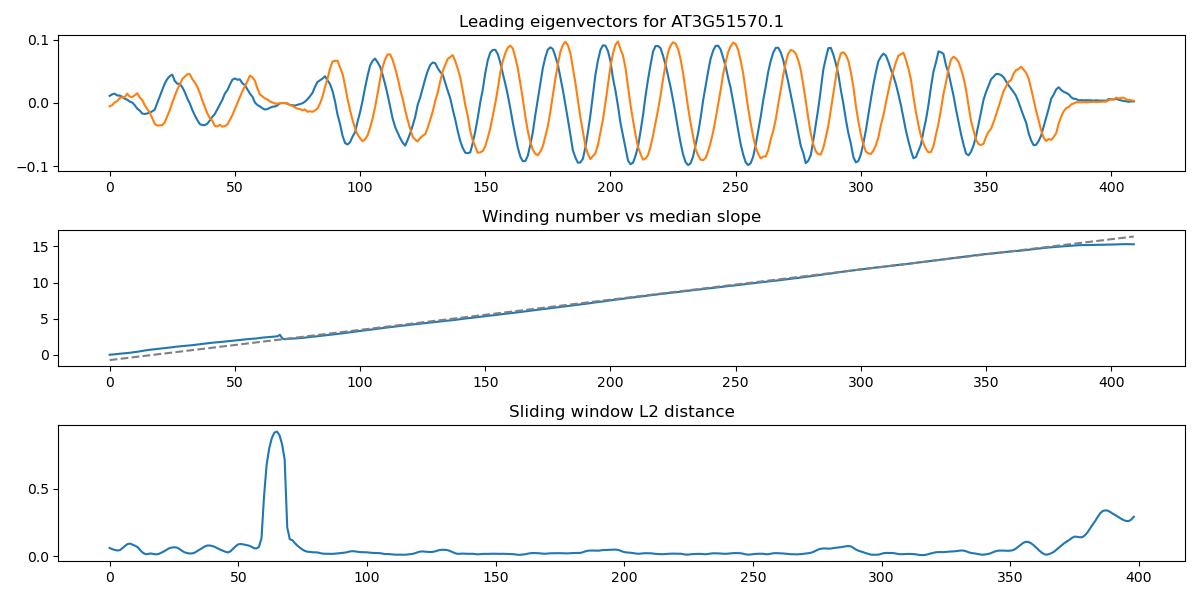 Leading eigenvectors for AT3G51570.1
0.1
0.0
−0.1
0 50 100 150 200 250 300 350 400
Winding number vs median slope
15
10
5
0
0 50 100 150 200 250 300 350 400
Sliding window L2 distance
0.5
0.0
0 50 100 150 200 250 300 350 400